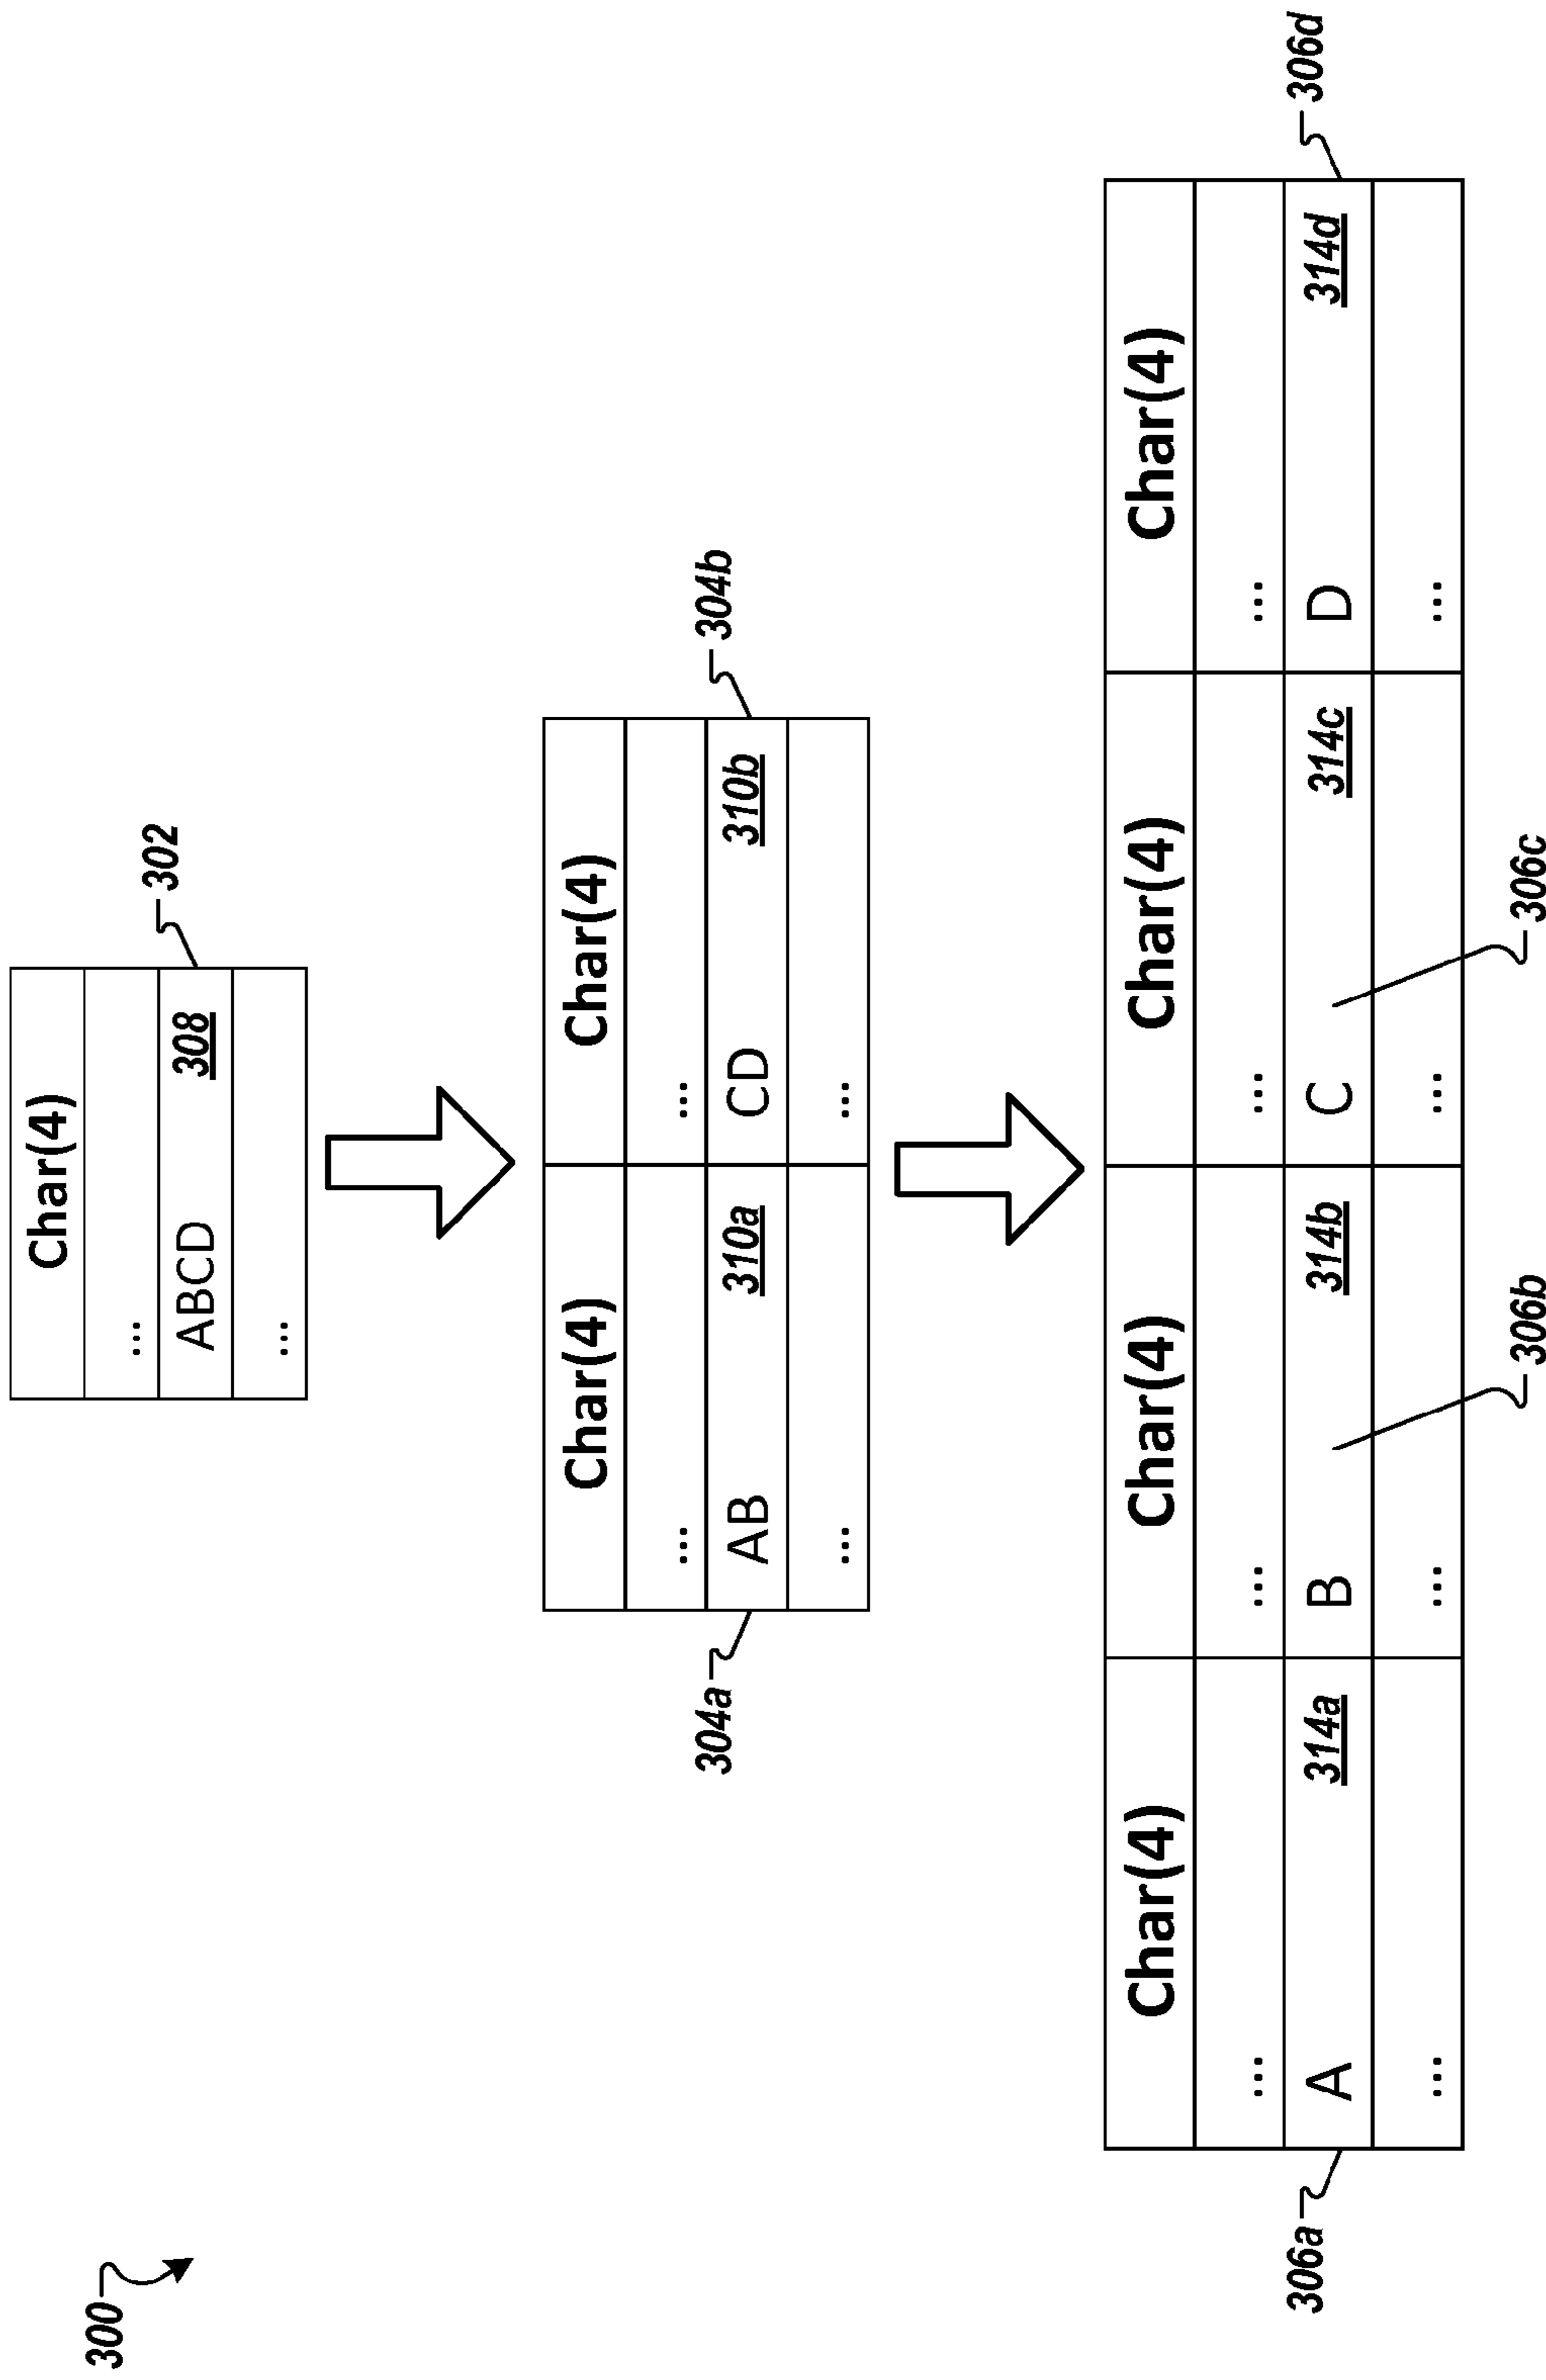 300
Char(4)
...
ABCD 308
...
302
Char(4) Char(4)
... ...
304a AB 310a CD 310b 304b
... ...
Char(4) Char(4) Char(4) Char(4)
... ... ... ...
306a A 314a B 314b C 314c D 314d 306d
... ... ... ...
306b 306c